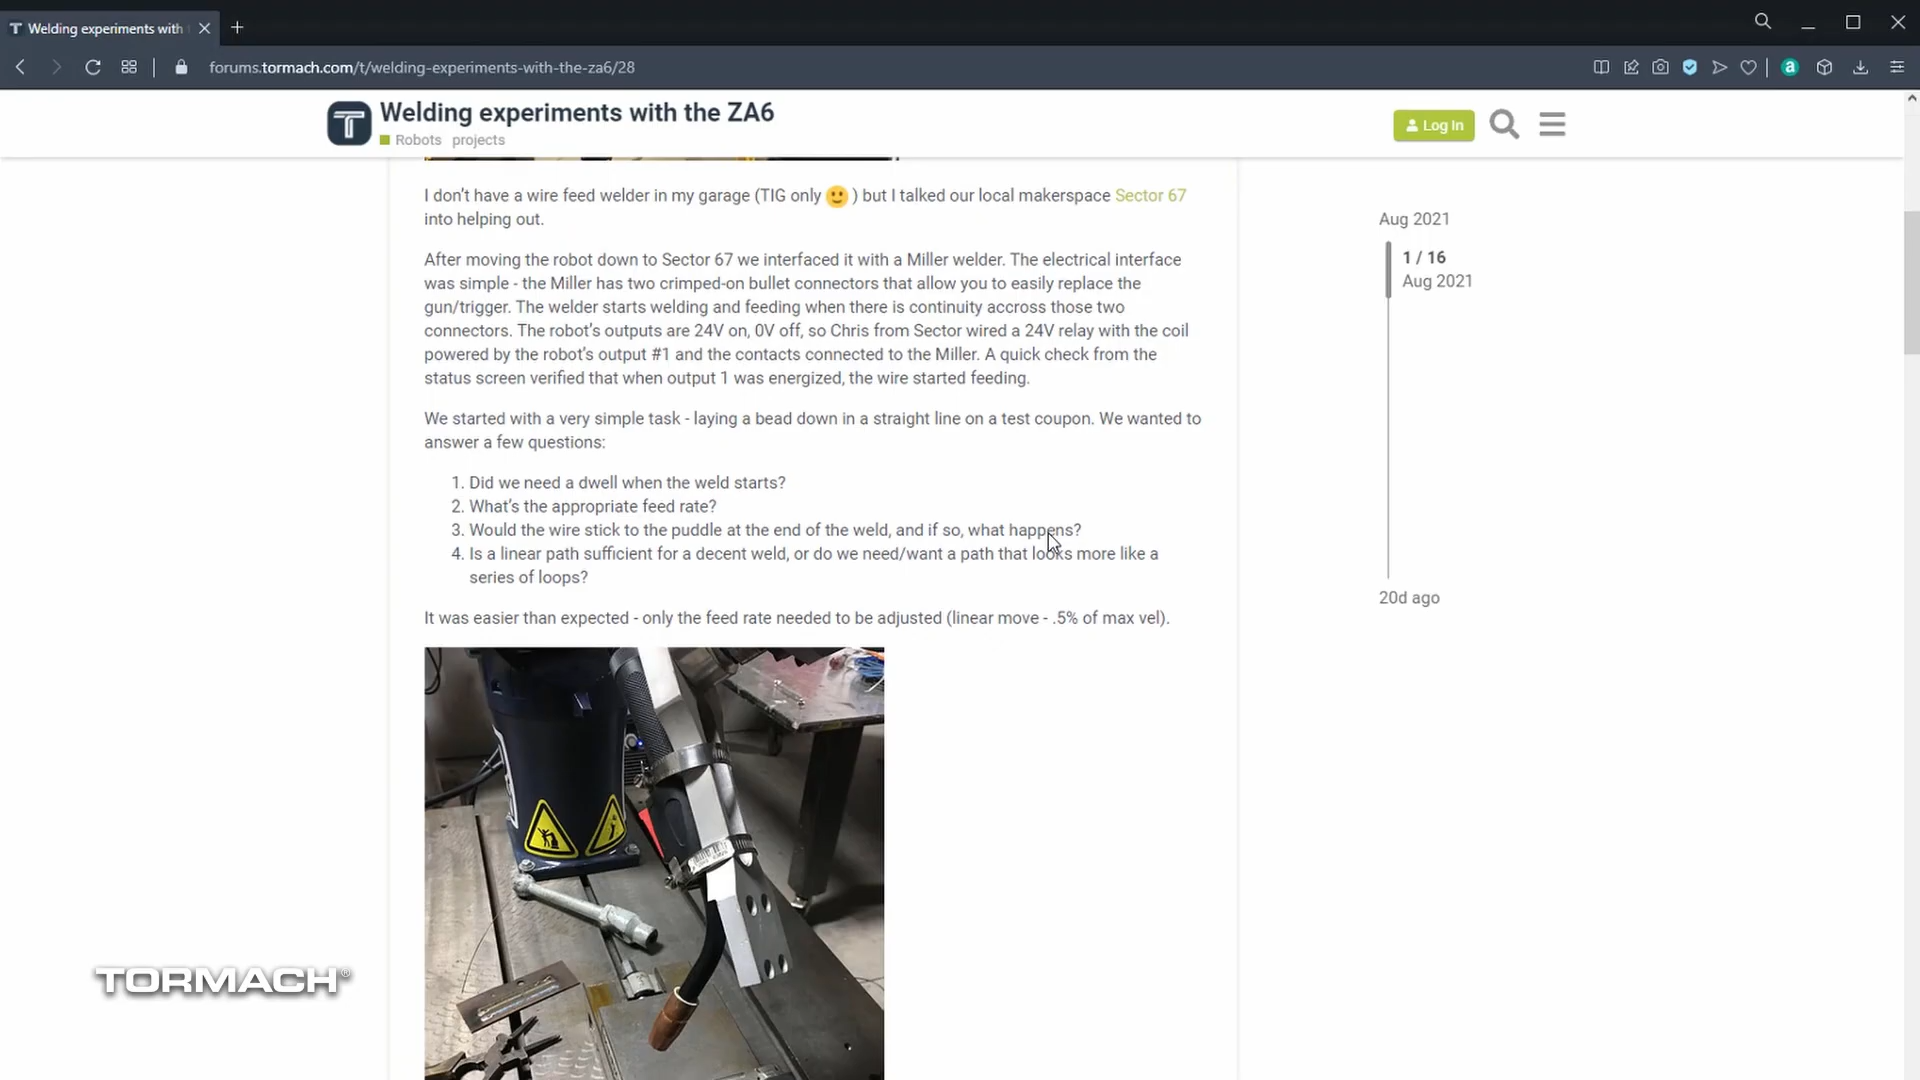 Welding experiments with
forums.tormach.com/t/welding-experiments-with-the-za6/28
a
T
Welding experiments with the ZA6
Robots projects
Log In
I don't have a wire feed welder in my garage (TIG only 🙂 ) but I talked our local makerspace Sector 67
into helping out.
After moving the robot down to Sector 67 we interfaced it with a Miller welder. The electrical interface
was simple - the Miller has two crimped-on bullet connectors that allow you to easily replace the
gun/trigger. The welder starts welding and feeding when there is continuity accross those two
connectors. The robot's outputs are 24V on, 0V off, so Chris from Sector wired a 24V relay with the coil
powered by the robot's output #1 and the contacts connected to the Miller. A quick check from the
status screen verified that when output 1 was energized, the wire started feeding.
We started with a very simple task - laying a bead down in a straight line on a test coupon. We wanted to
answer a few questions:
1. Did we need a dwell when the weld starts?
2. What's the appropriate feed rate?
3. Would the wire stick to the puddle at the end of the weld, and if so, what happens?
4. Is a linear path sufficient for a decent weld, or do we need/want a path that looks more like a
series of loops?
It was easier than expected - only the feed rate needed to be adjusted (linear move - .5% of max vel).
Aug 2021
1 / 16
Aug 2021
20d ago
TORMACH®